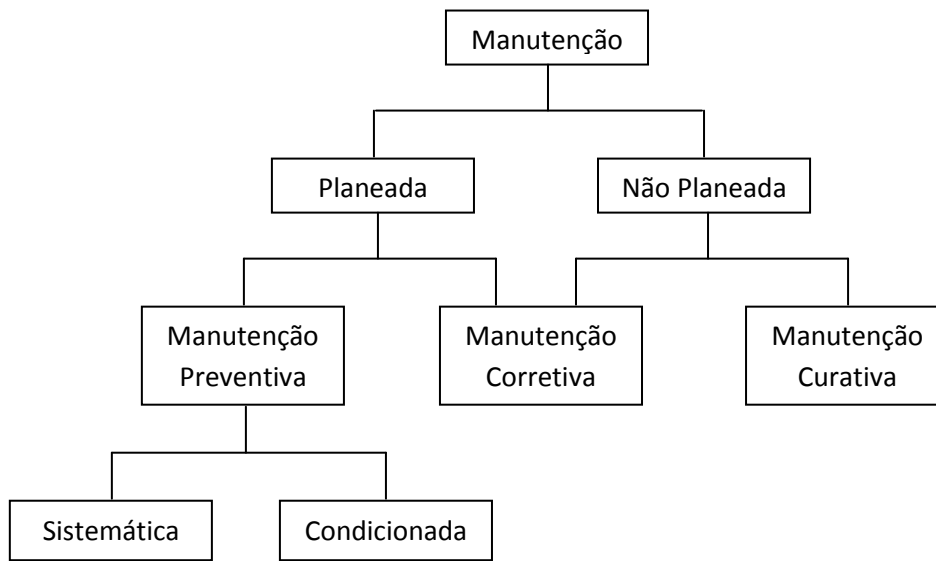 Manutenção
Planeada
Não Planeada
Manutenção
Preventiva
Manutenção
Corretiva
Manutenção
Curativa
Sistemática
Condicionada